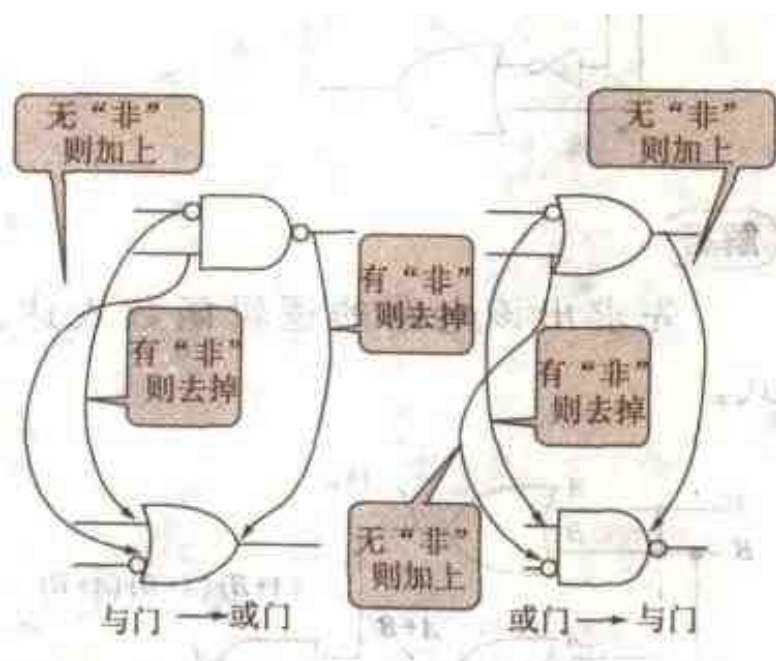 无“非”
则加上
无“非”
则加上
有“非”
则去掉
有“非”
则去掉
有“非”
则去掉
无“非”
则加上
与门 → 或门
或门 → 与门